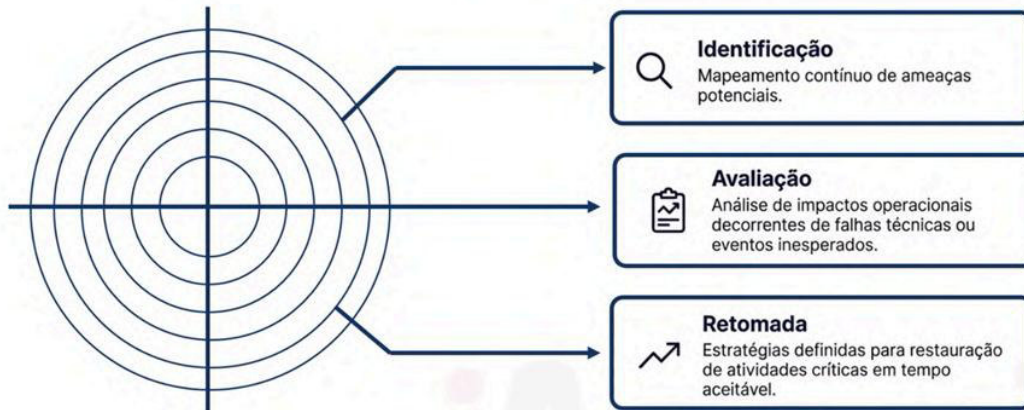 Identificação
Mapeamento contínuo de ameaças
potenciais.
Avaliação
Análise de impactos operacionais
decorrentes de falhas técnicas ou
eventos inesperados.
Retomada
Estratégias definidas para restauração
de atividades críticas em tempo
aceitável.